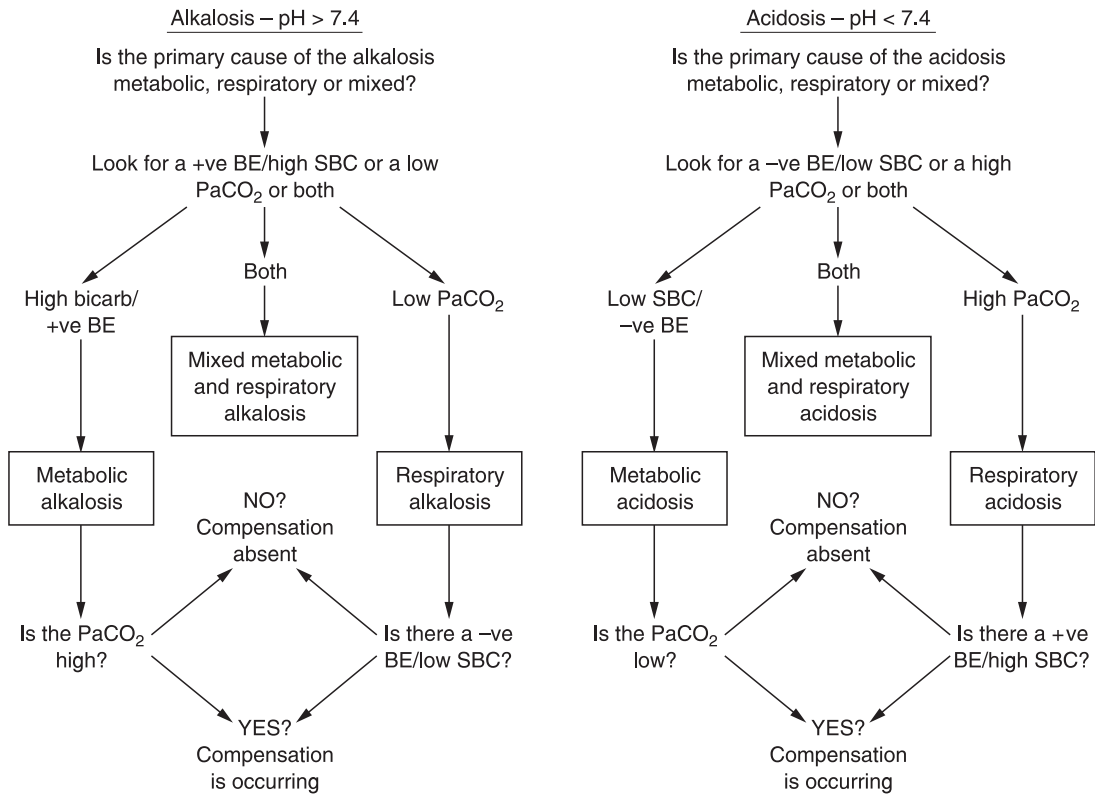 Alkalosis – pH > 7.4
Is the primary cause of the alkalosis
metabolic, respiratory or mixed?
Look for a +ve BE/high SBC or a low
PaCO₂ or both
High bicarb/
+ve BE
Both
Low PaCO₂
Mixed metabolic
and respiratory
alkalosis
Metabolic
alkalosis
Respiratory
alkalosis
NO?
Compensation
absent
Is the PaCO₂
high?
Is there a –ve
BE/low SBC?
YES?
Compensation
is occurring
Acidosis – pH < 7.4
Is the primary cause of the acidosis
metabolic, respiratory or mixed?
Look for a –ve BE/low SBC or a high
PaCO₂ or both
Low SBC/
–ve BE
Both
High PaCO₂
Mixed metabolic
and respiratory
acidosis
Metabolic
acidosis
Respiratory
acidosis
NO?
Compensation
absent
Is the PaCO₂
low?
Is there a +ve
BE/high SBC?
YES?
Compensation
is occurring